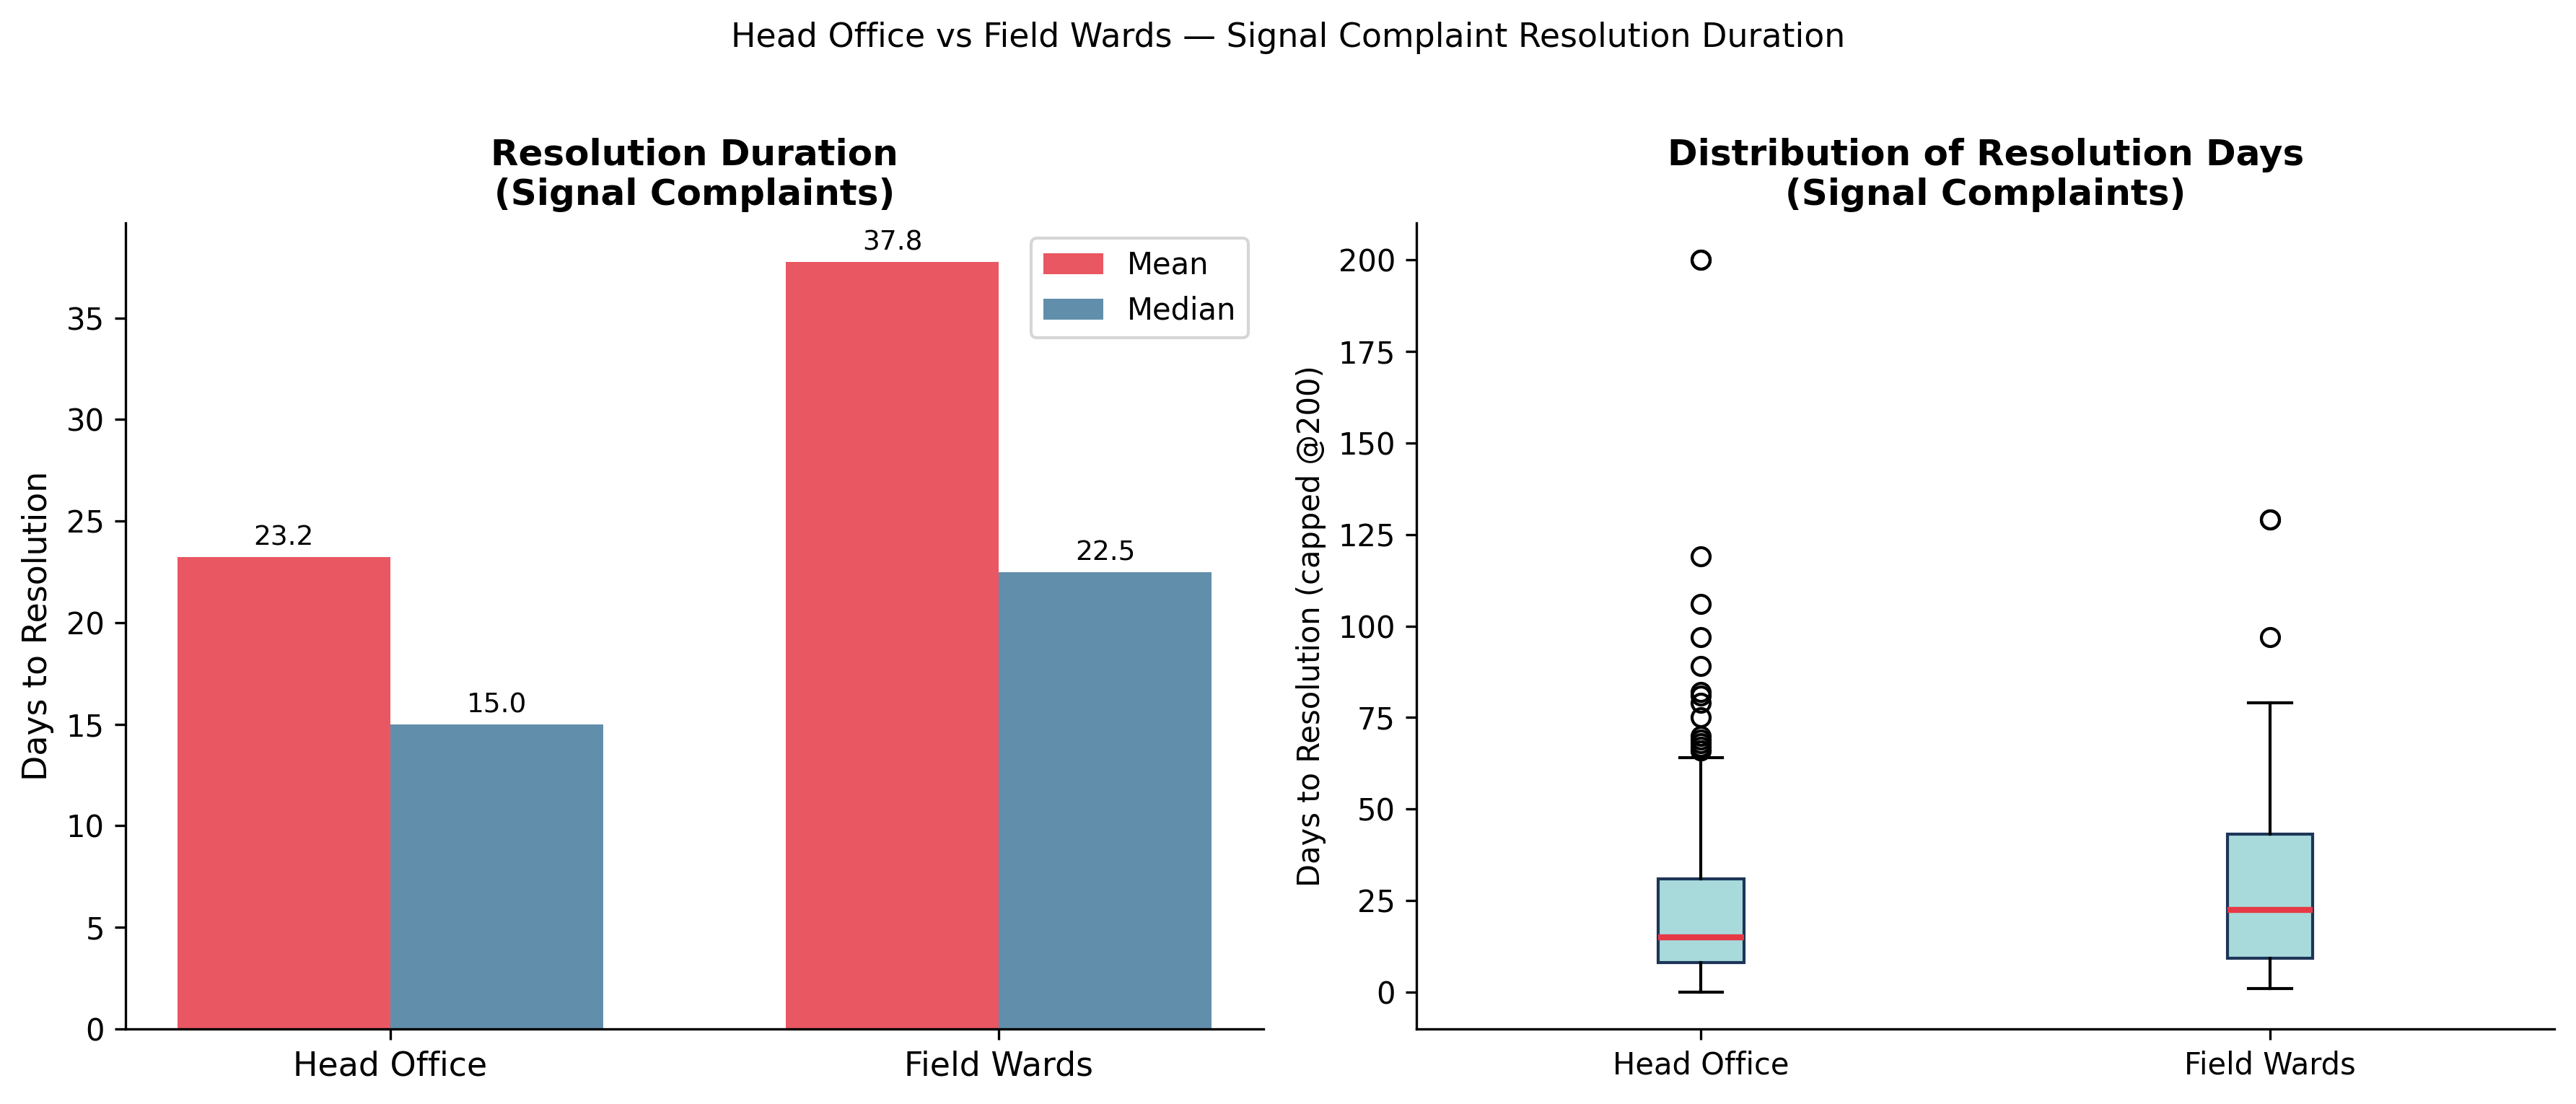 Head Office vs Field Wards — Signal Complaint Resolution Duration
Resolution Duration
(Signal Complaints)
Days to Resolution
35
30
25
20
15
10
5
0
23.2
15.0
37.8
22.5
Mean
Median
Head Office
Field Wards
Distribution of Resolution Days
(Signal Complaints)
Days to Resolution (capped @200)
200
175
150
125
100
75
50
25
0
Head Office
Field Wards